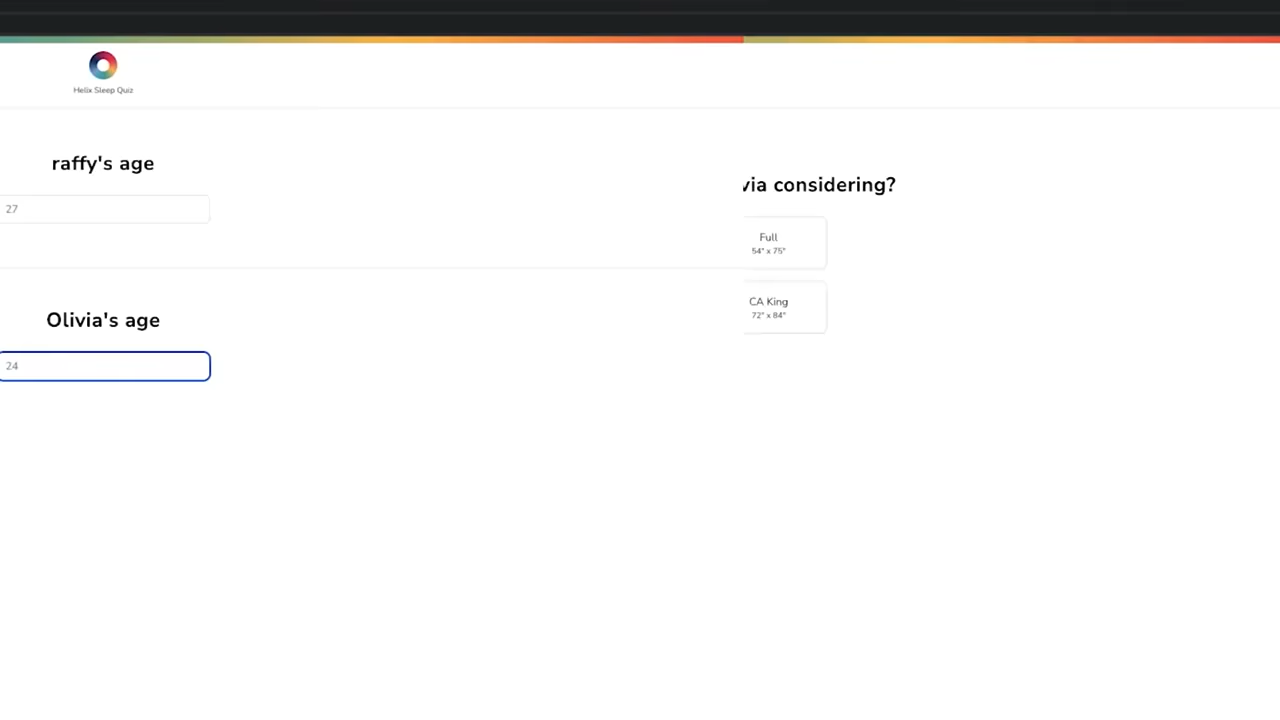 Helix Sleep Quiz
raffy's age
27
Olivia's age
24
via considering?
Full
54" x 75"
CA King
72" x 84"